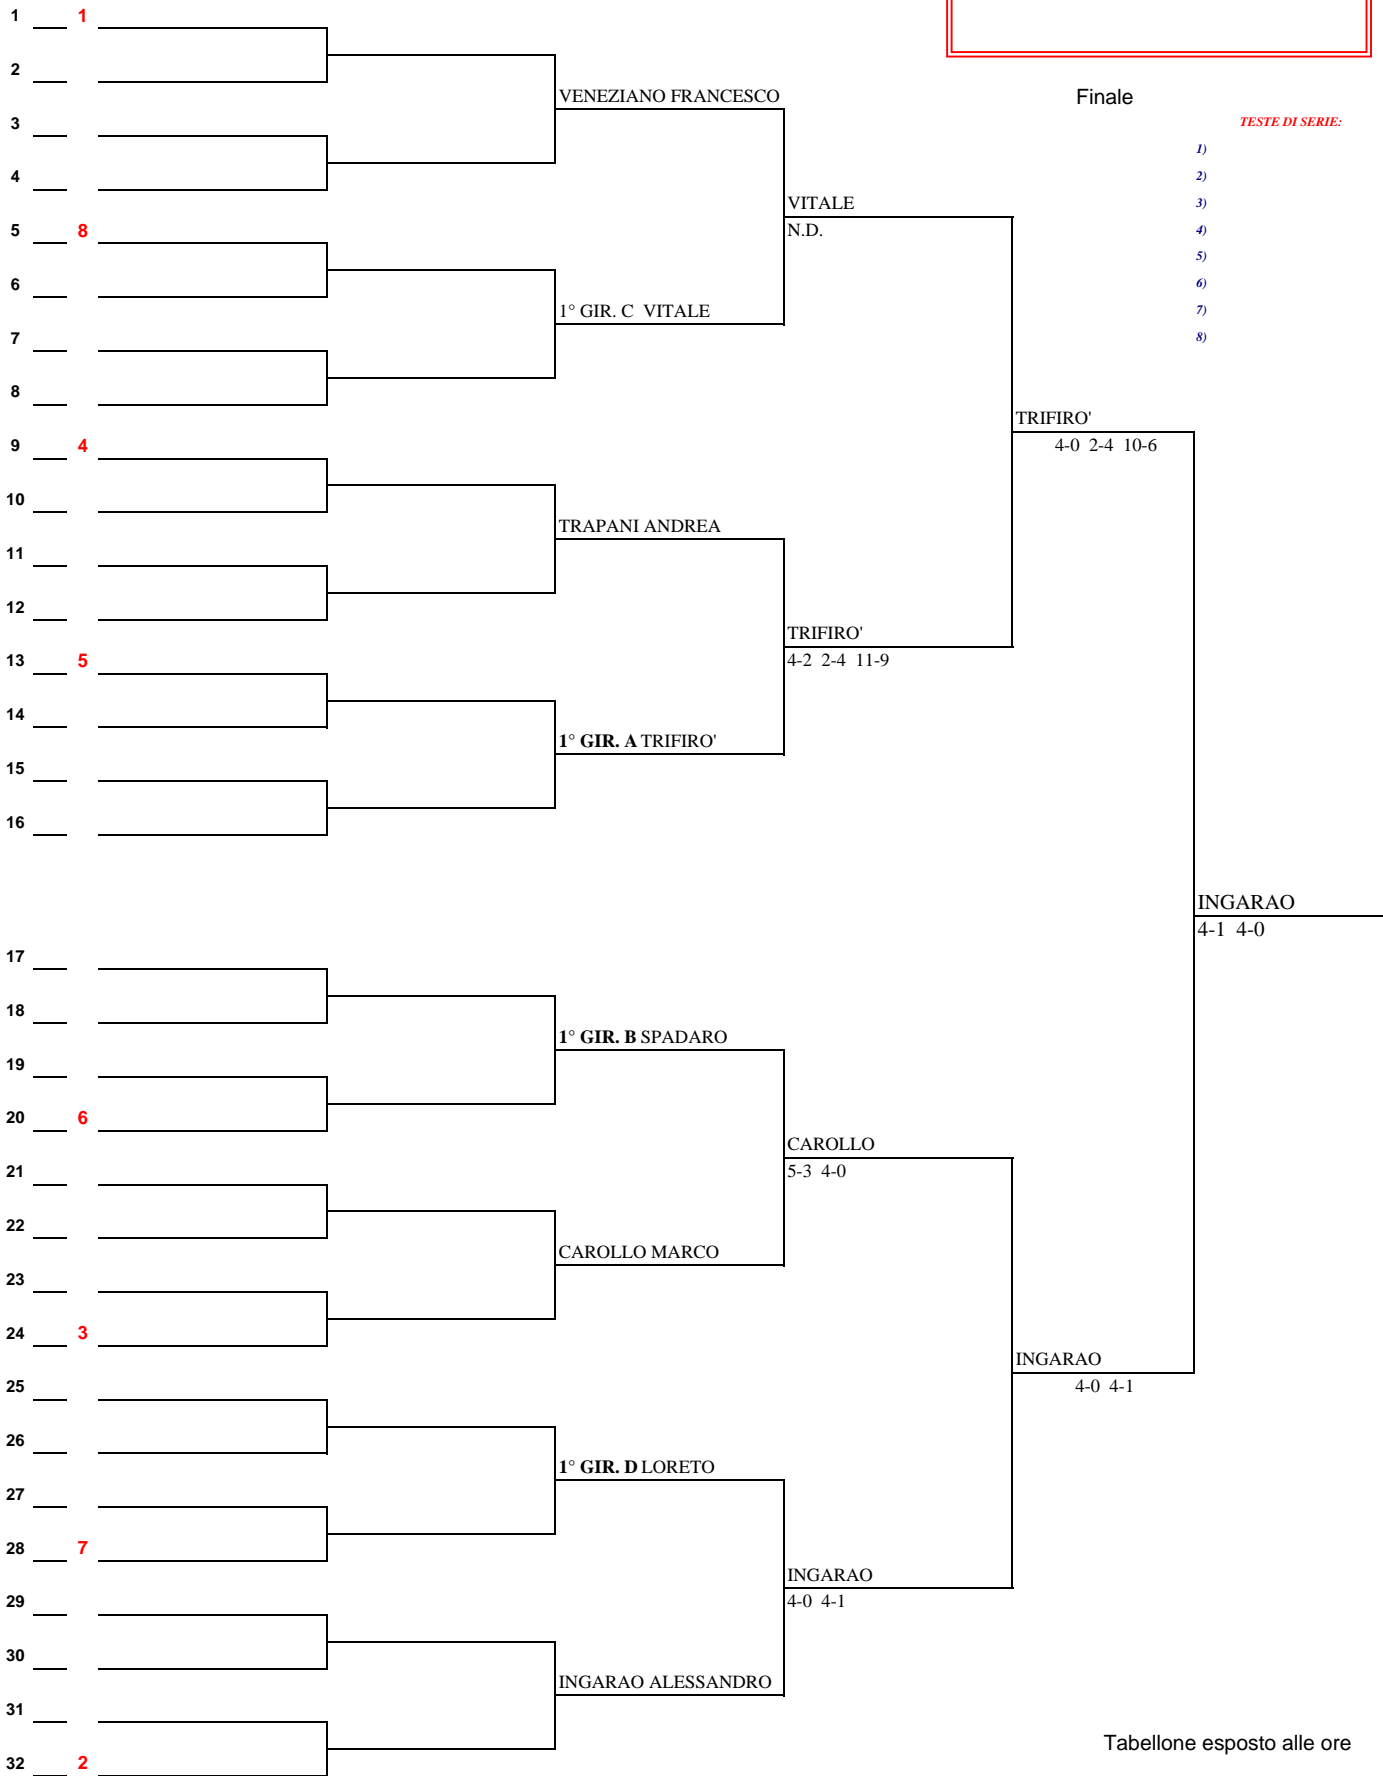 1 1
2
VENEZIANO FRANCESCO
Finale
3
TESTE DI SERIE:
1)
4
2)
VITALE
3)
5 8
N.D.
4)
5)
6
6)
1° GIR. C VITALE
7)
7
8)
8
TRIFIRO'
9 4
4-0 2-4 10-6
10
TRAPANI ANDREA
11
12
TRIFIRO'
13 5
4-2 2-4 11-9
14
1° GIR. A TRIFIRO'
15
16
INGARAO
4-1 4-0
17
18
1° GIR. B SPADARO
19
20 6
CAROLLO
21
5-3 4-0
22
CAROLLO MARCO
23
24 3
INGARAO
25
4-0 4-1
26
1° GIR. D LORETO
27
28 7
INGARAO
29
4-0 4-1
30
INGARAO ALESSANDRO
31
Tabellone esposto alle ore
32 2